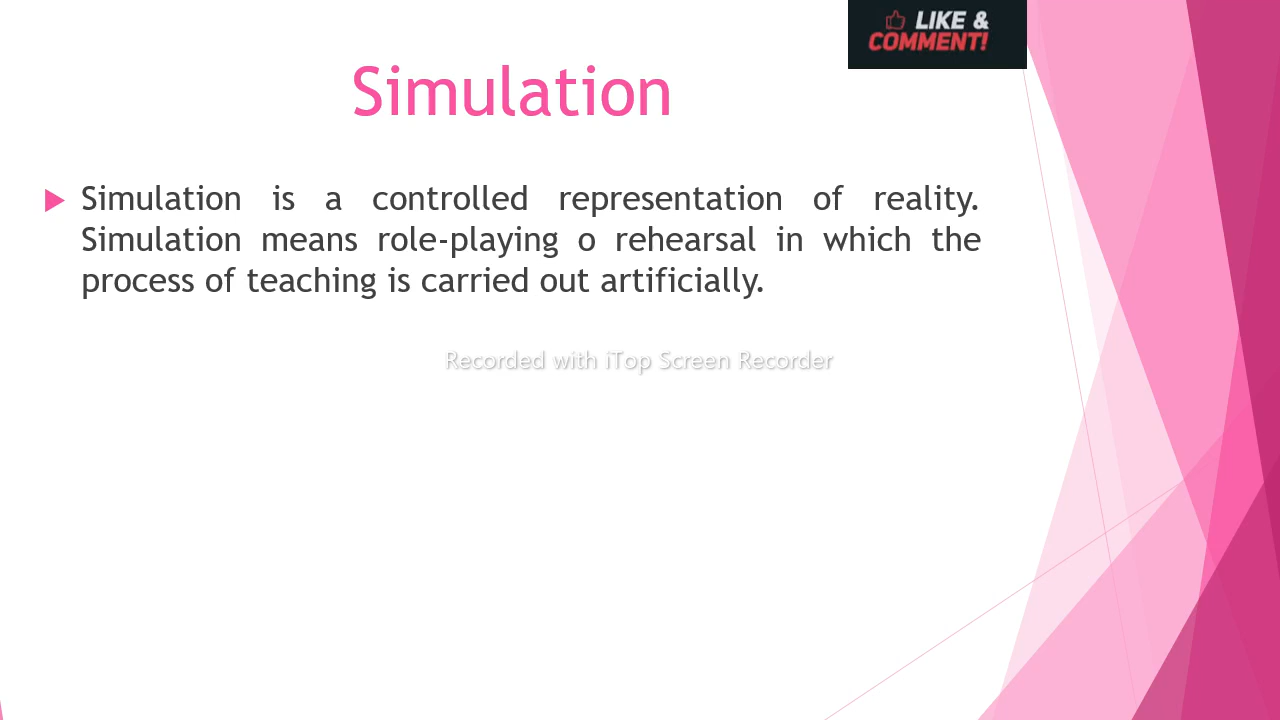 LIKE &
COMMENT!
Simulation
Simulation is a controlled representation of reality.
Simulation means role-playing o rehearsal in which the
process of teaching is carried out artificially.
Recorded with iTop Screen Recorder